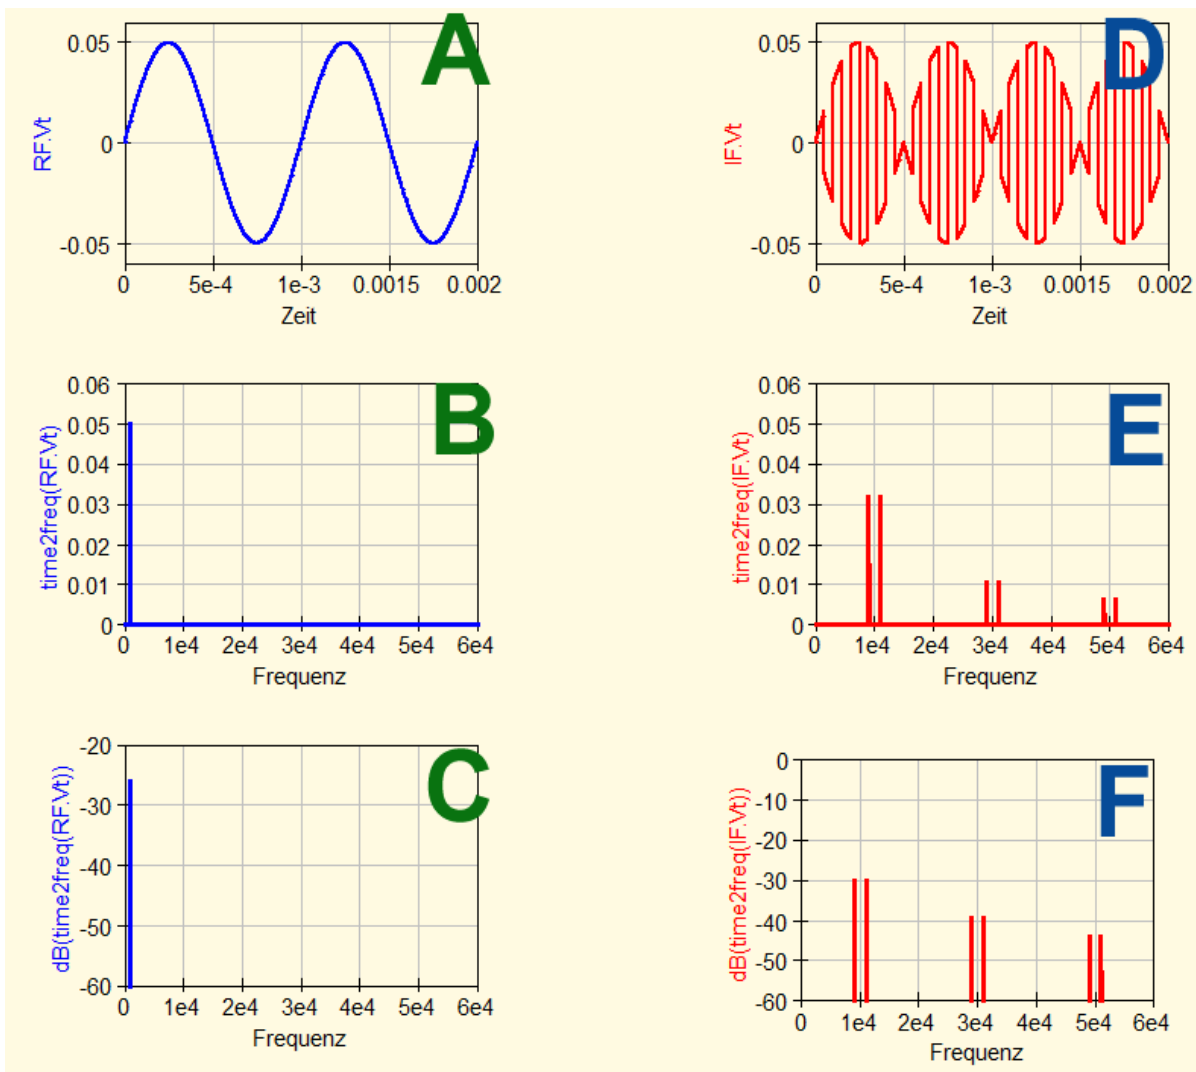 A
RF.Vt
0.05
0
-0.05
0 5e-4 1e-3 0.0015 0.002
Zeit
D
IF.Vt
0.05
0
-0.05
0 5e-4 1e-3 0.0015 0.002
Zeit
B
time2freq(RF.Vt)
0.06
0.05
0.04
0.03
0.02
0.01
0
0 1e4 2e4 3e4 4e4 5e4 6e4
Frequenz
E
time2freq(IF.Vt)
0.06
0.05
0.04
0.03
0.02
0.01
0
0 1e4 2e4 3e4 4e4 5e4 6e4
Frequenz
C
dB(time2freq(RF.Vt))
-20
-30
-40
-50
-60
0 1e4 2e4 3e4 4e4 5e4 6e4
Frequenz
F
dB(time2freq(IF.Vt))
0
-10
-20
-30
-40
-50
-60
0 1e4 2e4 3e4 4e4 5e4 6e4
Frequenz